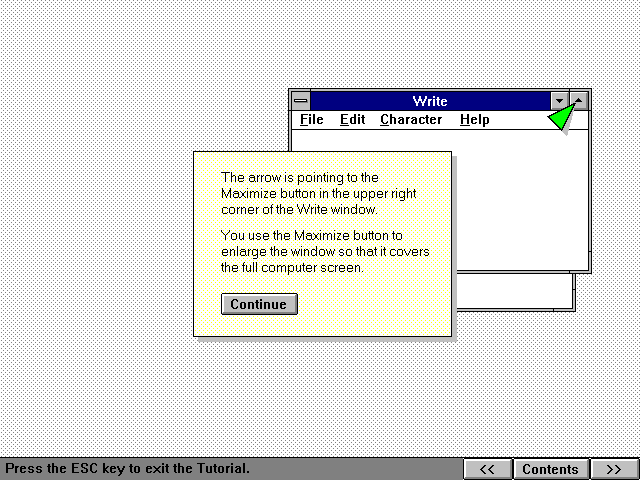 Write
File Edit Character Help
The arrow is pointing to the
Maximize button in the upper right
corner of the Write window.
You use the Maximize button to
enlarge the window so that it covers
the full computer screen.
Continue
Press the ESC key to exit the Tutorial.
<< Contents >>